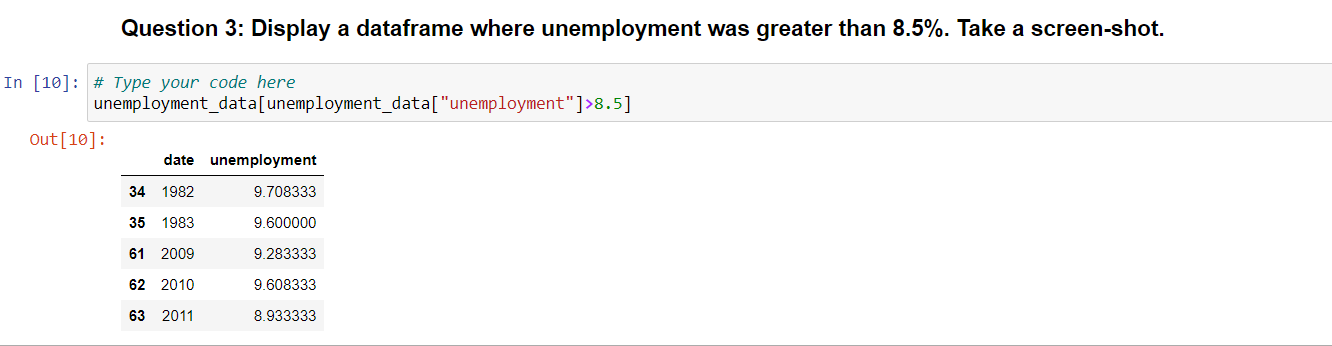 Question 3: Display a dataframe where unemployment was greater than 8.5%. Take a screen-shot.
In [10]: # Type your code here
unemployment_data[unemployment_data["unemployment"]>8.5]
Out[10]:
date unemployment
34 1982 9.708333
35 1983 9.600000
61 2009 9.283333
62 2010 9.608333
63 2011 8.933333